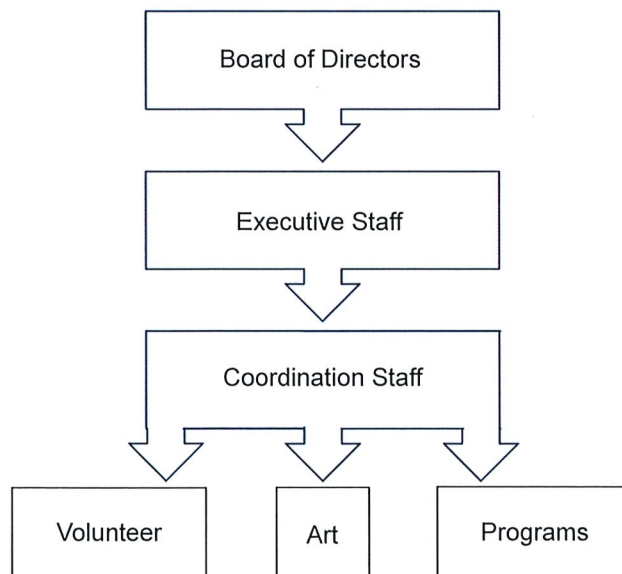 Board of Directors
Executive Staff
Coordination Staff
Volunteer
Art
Programs